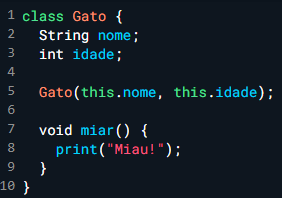 1 class Gato {
2   String nome;
3   int idade;
4
5   Gato(this.nome, this.idade);
6
7   void miar() {
8     print("Miau!");
9   }
10 }